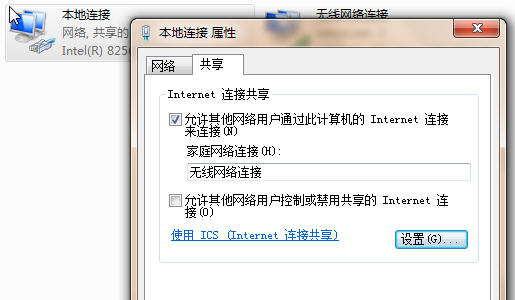 本地连接
网络, 共享的
Intel(R) 825
无线网络连接
本地连接 属性
网络
共享
Internet 连接共享
允许其他网络用户通过此计算机的 Internet 连接
来连接(N)
家庭网络连接(H):
无线网络连接
允许其他网络用户控制或禁用共享的 Internet 连
接(O)
使用 ICS (Internet 连接共享)
设置(G)...